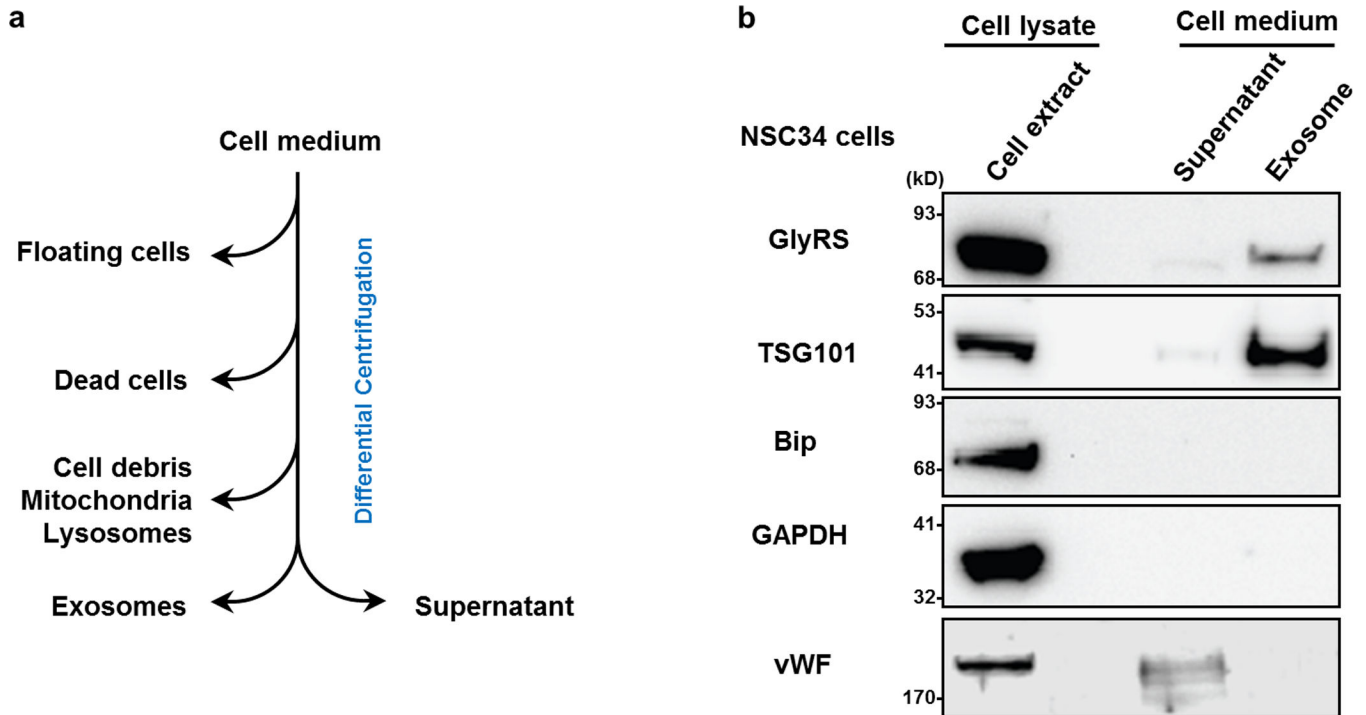 a
Cell medium
Floating cells
Dead cells
Cell debris
Mitochondria
Lysosomes
Exosomes
Supernatant
Differential Centrifugation
b
Cell lysate
Cell medium
Cell extract
Supernatant
Exosome
NSC34 cells
(kD)
GlyRS
93-
68-
TSG101
53-
41-
Bip
93-
68-
GAPDH
41-
32-
vWF
170-